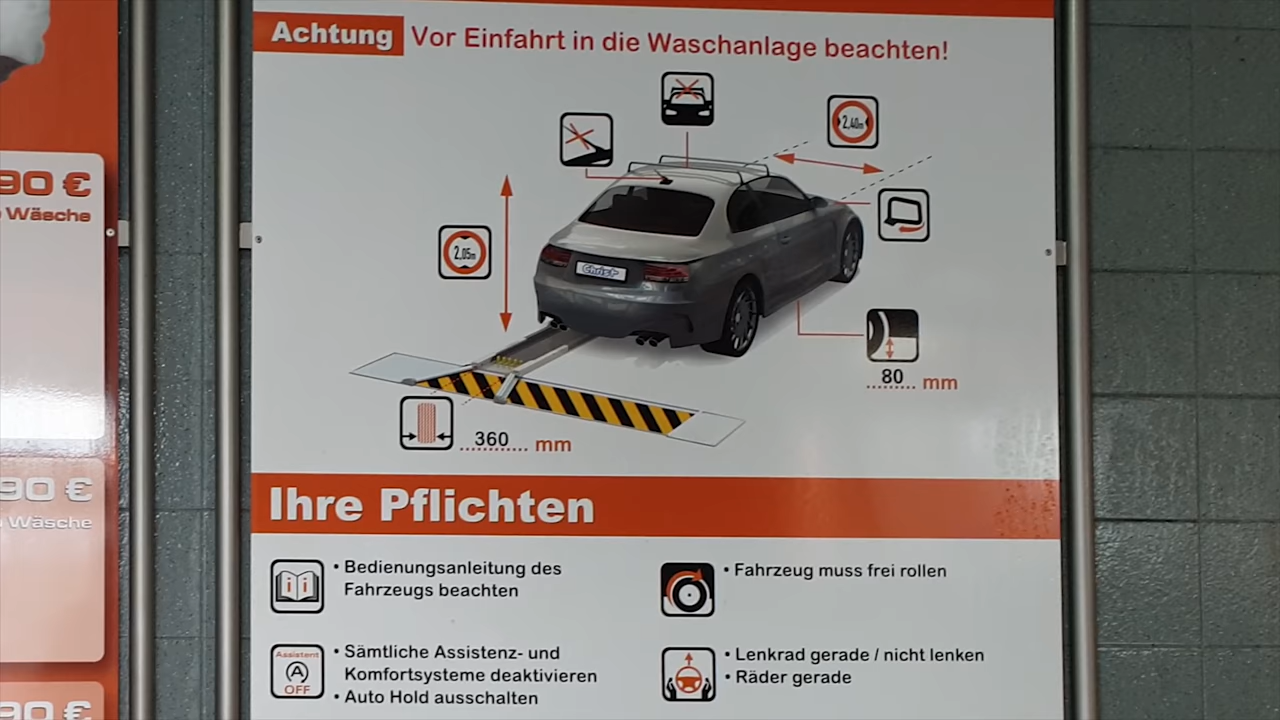 Achtung Vor Einfahrt in die Waschanlage beachten!
2,40m
2,05m
Christ
80 mm
360 mm
90 €
Wäsche
90 €
Wäsche
90 €
Ihre Pflichten
• Bedienungsanleitung des
Fahrzeugs beachten
• Fahrzeug muss frei rollen
Assistent
A
OFF
• Sämtliche Assistenz- und
Komfortsysteme deaktivieren
• Auto Hold ausschalten
• Lenkrad gerade / nicht lenken
• Räder gerade